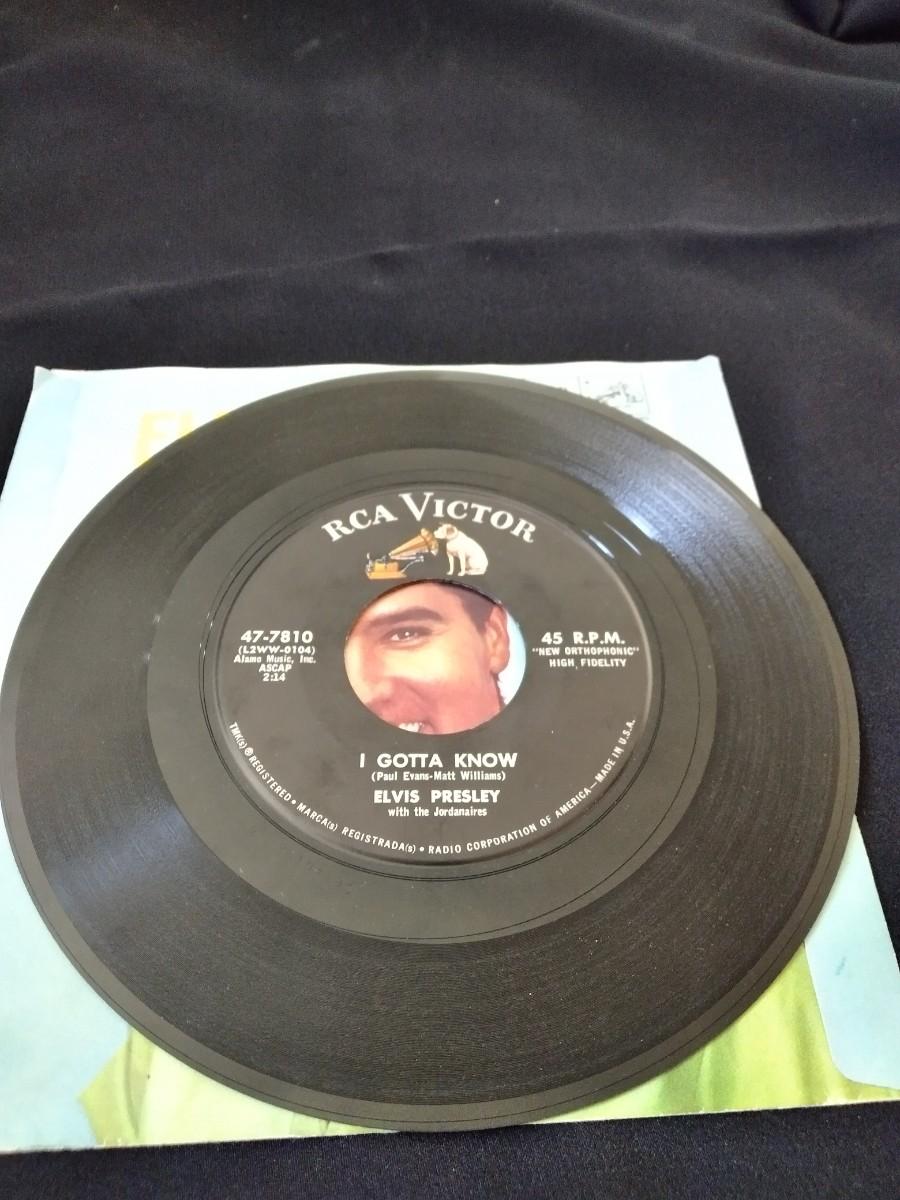 RCA VICTOR
47-7810
(L2WW-0104)
Alamo Music, Inc.
ASCAP
2:14
45 R.P.M.
"NEW ORTHOPHONIC"
HIGH FIDELITY
I GOTTA KNOW
(Paul Evans-Matt Williams)
ELVIS PRESLEY
with the Jordanaires
TMK(s) ® REGISTERED • MARCA(s) REGISTRADA(s) • RADIO CORPORATION OF AMERICA—MADE IN U.S.A.